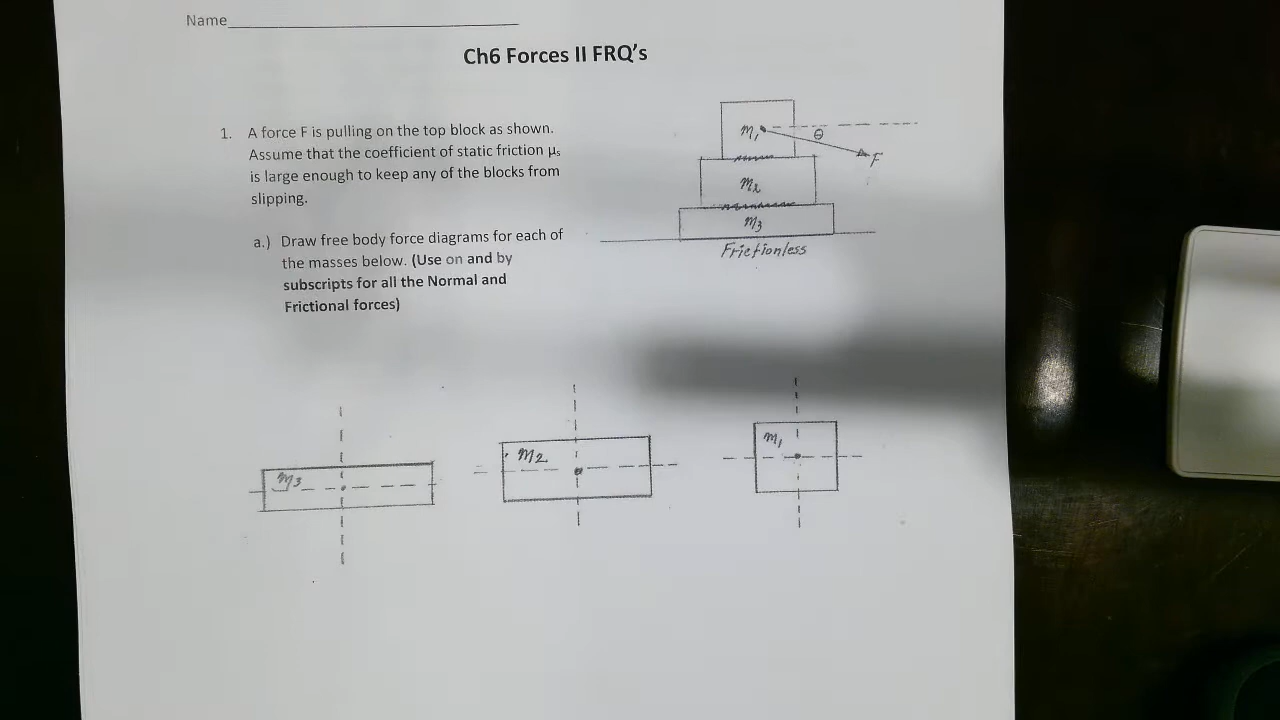 Name
Ch6 Forces II FRQ's
1. A force F is pulling on the top block as shown.
Assume that the coefficient of static friction μs
is large enough to keep any of the blocks from
slipping.
a.) Draw free body force diagrams for each of
the masses below. (Use on and by
subscripts for all the Normal and
Frictional forces)
m1
θ
F
m2
m3
Frictionless
m3
m2
m1